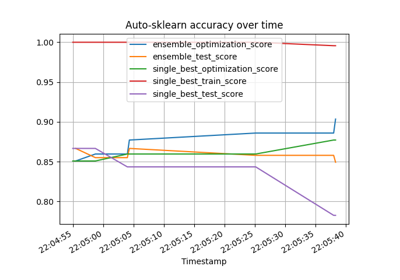 Auto-sklearn accuracy over time
ensemble_optimization_score
ensemble_test_score
single_best_optimization_score
single_best_train_score
single_best_test_score
1.00
0.95
0.90
0.85
0.80
22:04:55
22:05:00
22:05:05
22:05:10
22:05:15
22:05:20
22:05:25
22:05:30
22:05:35
22:05:40
Timestamp